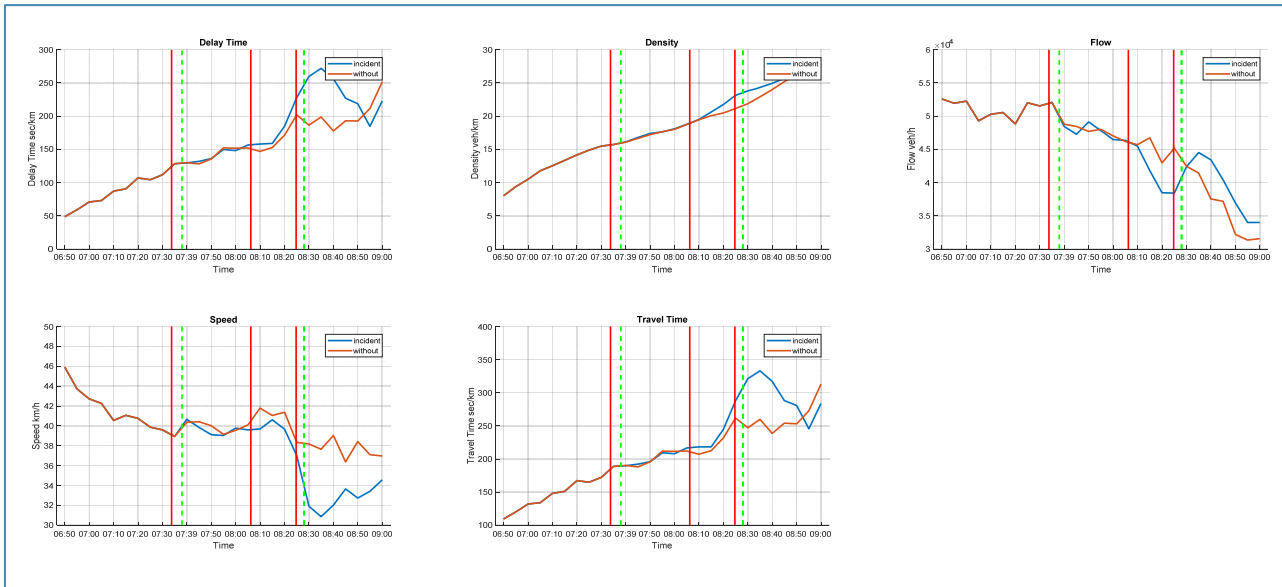 Delay Time
300
250
200
150
100
50
0
Delay Time sec/km
incident
without
06:50 07:00 07:10 07:20 07:30 07:39 07:50 08:00 08:10 08:20 08:30 08:40 08:50 09:00
Time
Density
30
25
20
15
10
5
0
Density veh/km
incident
without
06:50 07:00 07:10 07:20 07:30 07:39 07:50 08:00 08:10 08:20 08:30 08:40 08:50 09:00
Time
Flow
×10⁴
6
5.5
5
4.5
4
3.5
3
Flow veh/h
incident
without
06:50 07:00 07:10 07:20 07:30 07:39 07:50 08:00 08:10 08:20 08:30 08:40 08:50 09:00
Time
Speed
50
48
46
44
42
40
38
36
34
32
30
Speed km/h
incident
without
06:50 07:00 07:10 07:20 07:30 07:39 07:50 08:00 08:10 08:20 08:30 08:40 08:50 09:00
Time
Travel Time
400
350
300
250
200
150
100
Travel Time sec/km
incident
without
06:50 07:00 07:10 07:20 07:30 07:39 07:50 08:00 08:10 08:20 08:30 08:40 08:50 09:00
Time